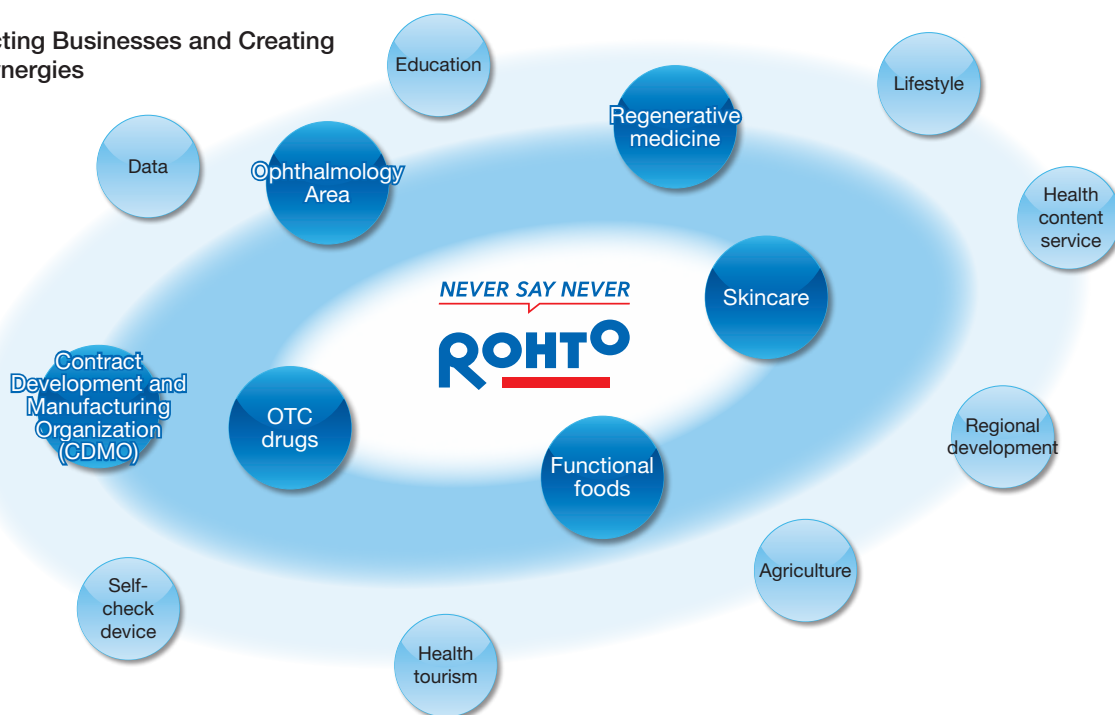 cting Businesses and Creating
nergies
Education
Lifestyle
Regenerative
medicine
Data
Ophthalmology
Area
Health
content
service
NEVER SAY NEVER
ROHTO
Skincare
Contract
Development and
Manufacturing
Organization
(CDMO)
OTC
drugs
Functional
foods
Regional
development
Agriculture
Self-
check
device
Health
tourism